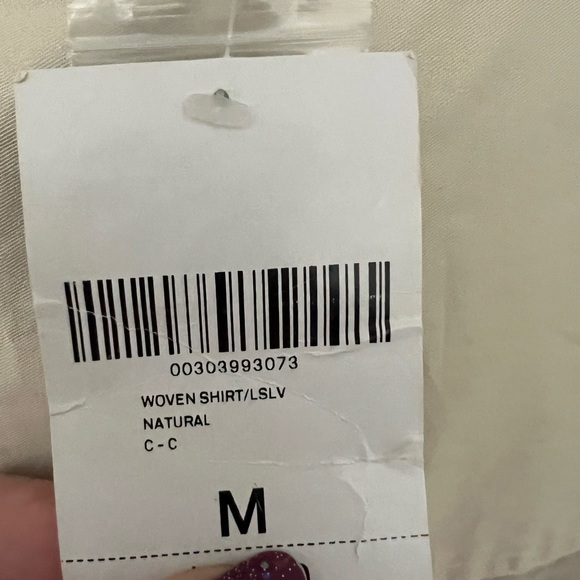 00303993073
WOVEN SHIRT/LSLV
NATURAL
C - C
M